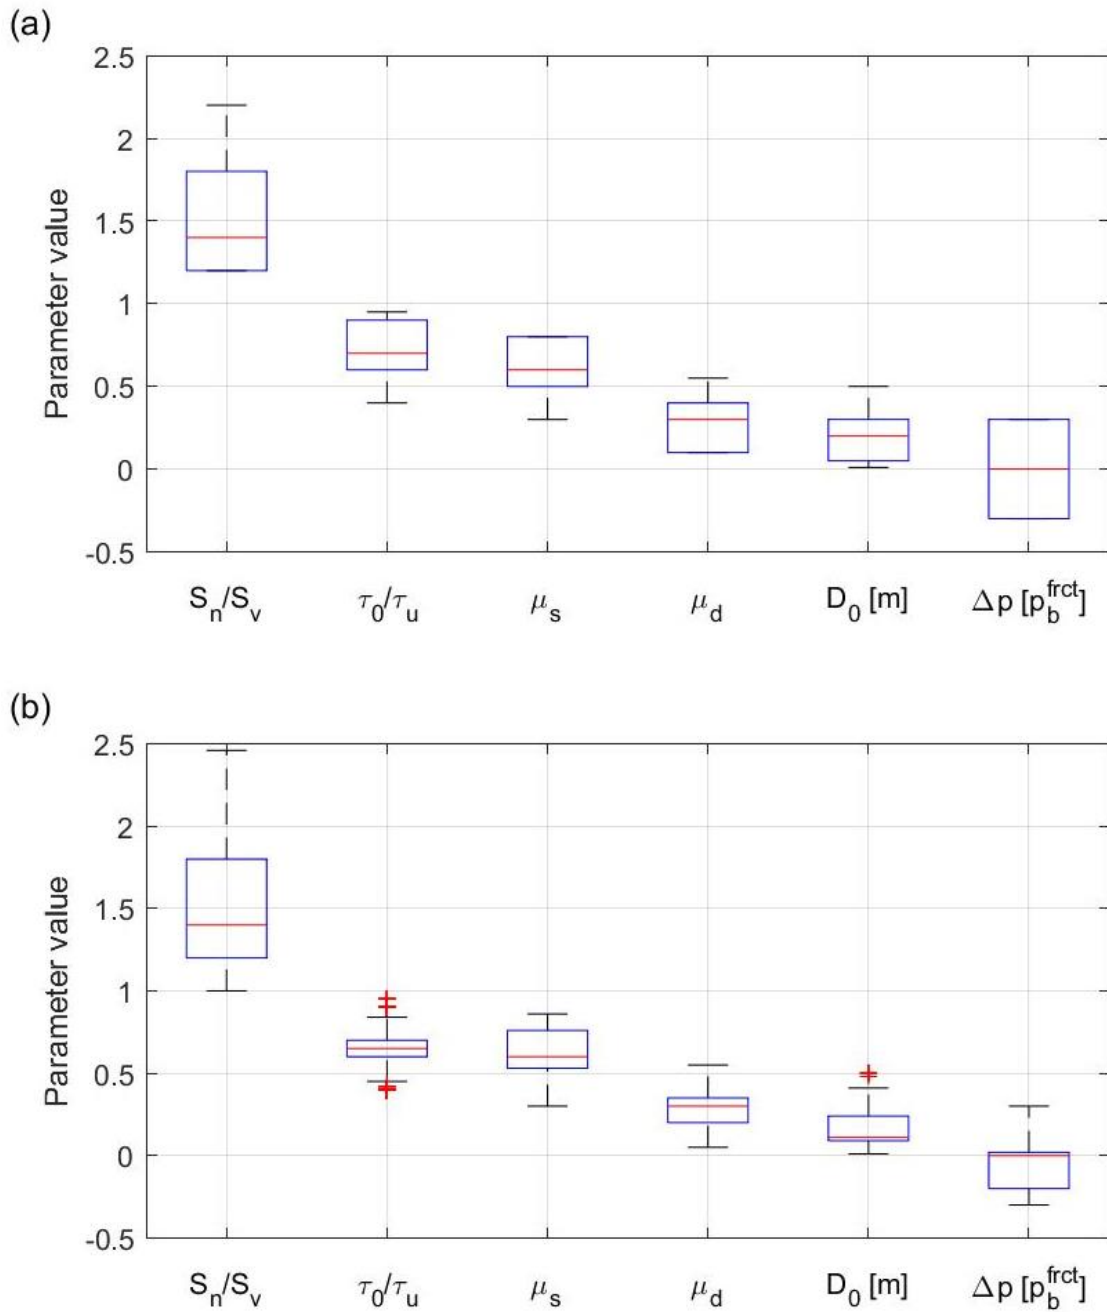 (a)
2.5
2
1.5
1
0.5
0
-0.5
Parameter value
S_n/S_v τ_0/τ_u μ_s μ_d D_0 [m] Δp [p_b^frct]
(b)
2.5
2
1.5
1
0.5
0
-0.5
Parameter value
S_n/S_v τ_0/τ_u μ_s μ_d D_0 [m] Δp [p_b^frct]